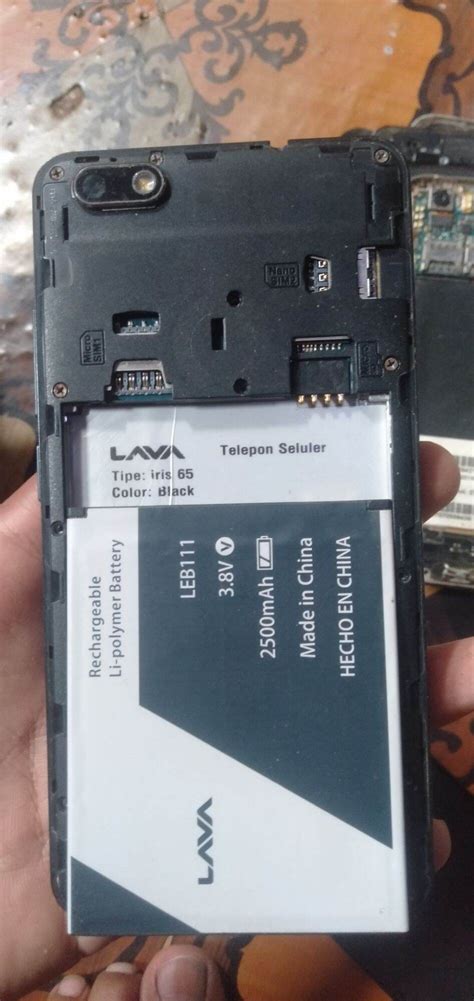 Nano
SIM2
Micro
SIM1
Micro
LAVA
Telepon Seluler
Tipe: iris 65
Color: Black
Rechargeable
Li-polymer Battery
LEB111
3.8V
2500mAh
Made in China
HECHO EN CHINA
LAVA